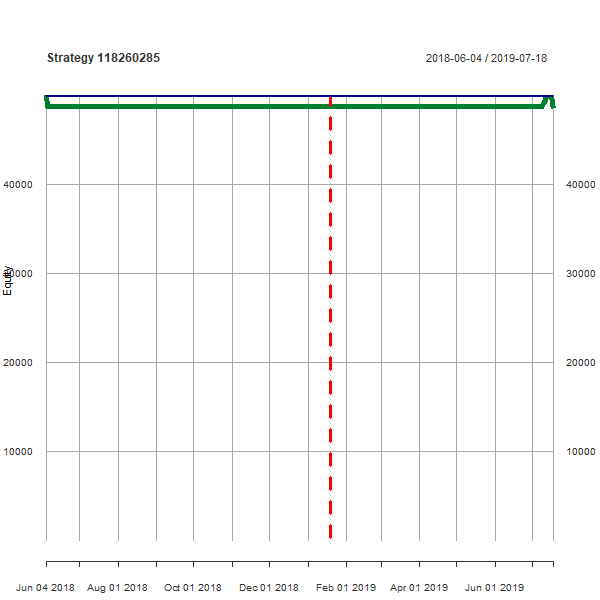 Strategy 118260285
2018-06-04 / 2019-07-18
40000
40000
Equity
30000
30000
20000
20000
10000
10000
Jun 04 2018
Aug 01 2018
Oct 01 2018
Dec 01 2018
Feb 01 2019
Apr 01 2019
Jun 01 2019